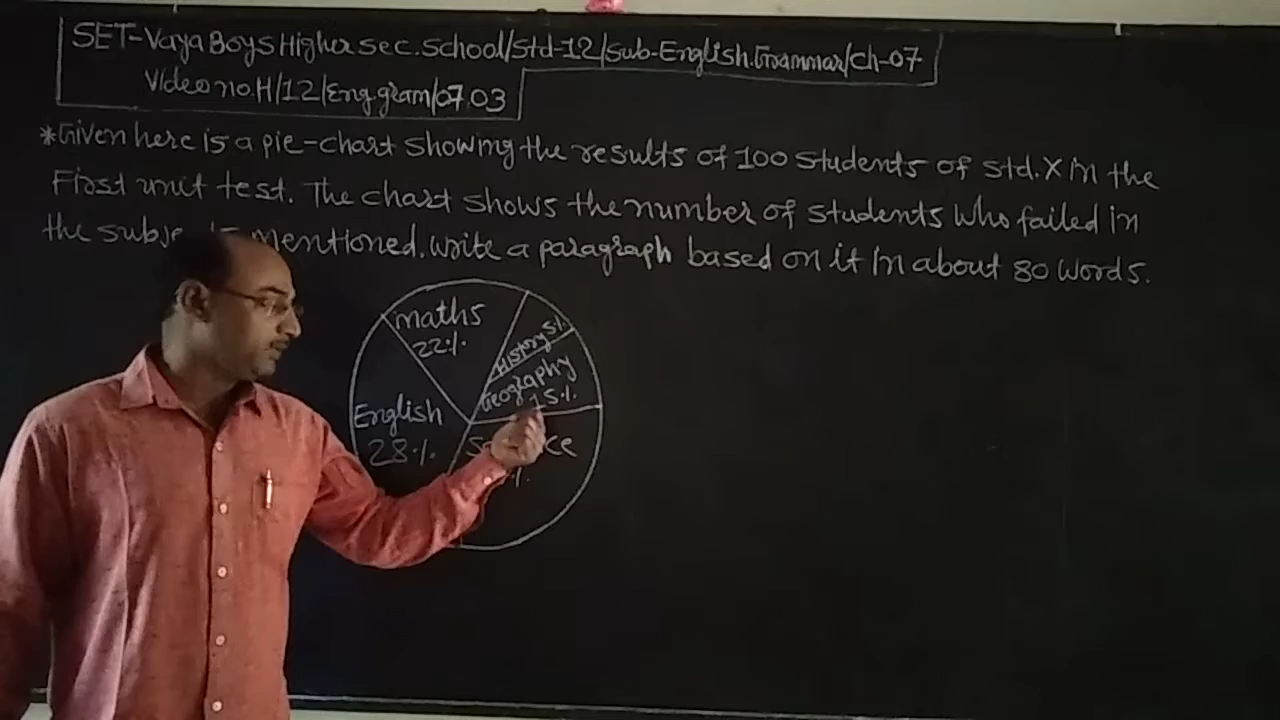 SET-Vaya Boys Higher sec. School/Std-12/Sub-English.Grammar/ch-07
Video no.H/12/Eng.gram/07.03
*Given here is a pie-chart showing the results of 100 students of std.X in the
First unit test. The chart shows the number of students who failed in
the mentioned. write a paragraph based on it in about 80 words.
maths
22%
History 5%
Geography
15%
English
28%
%